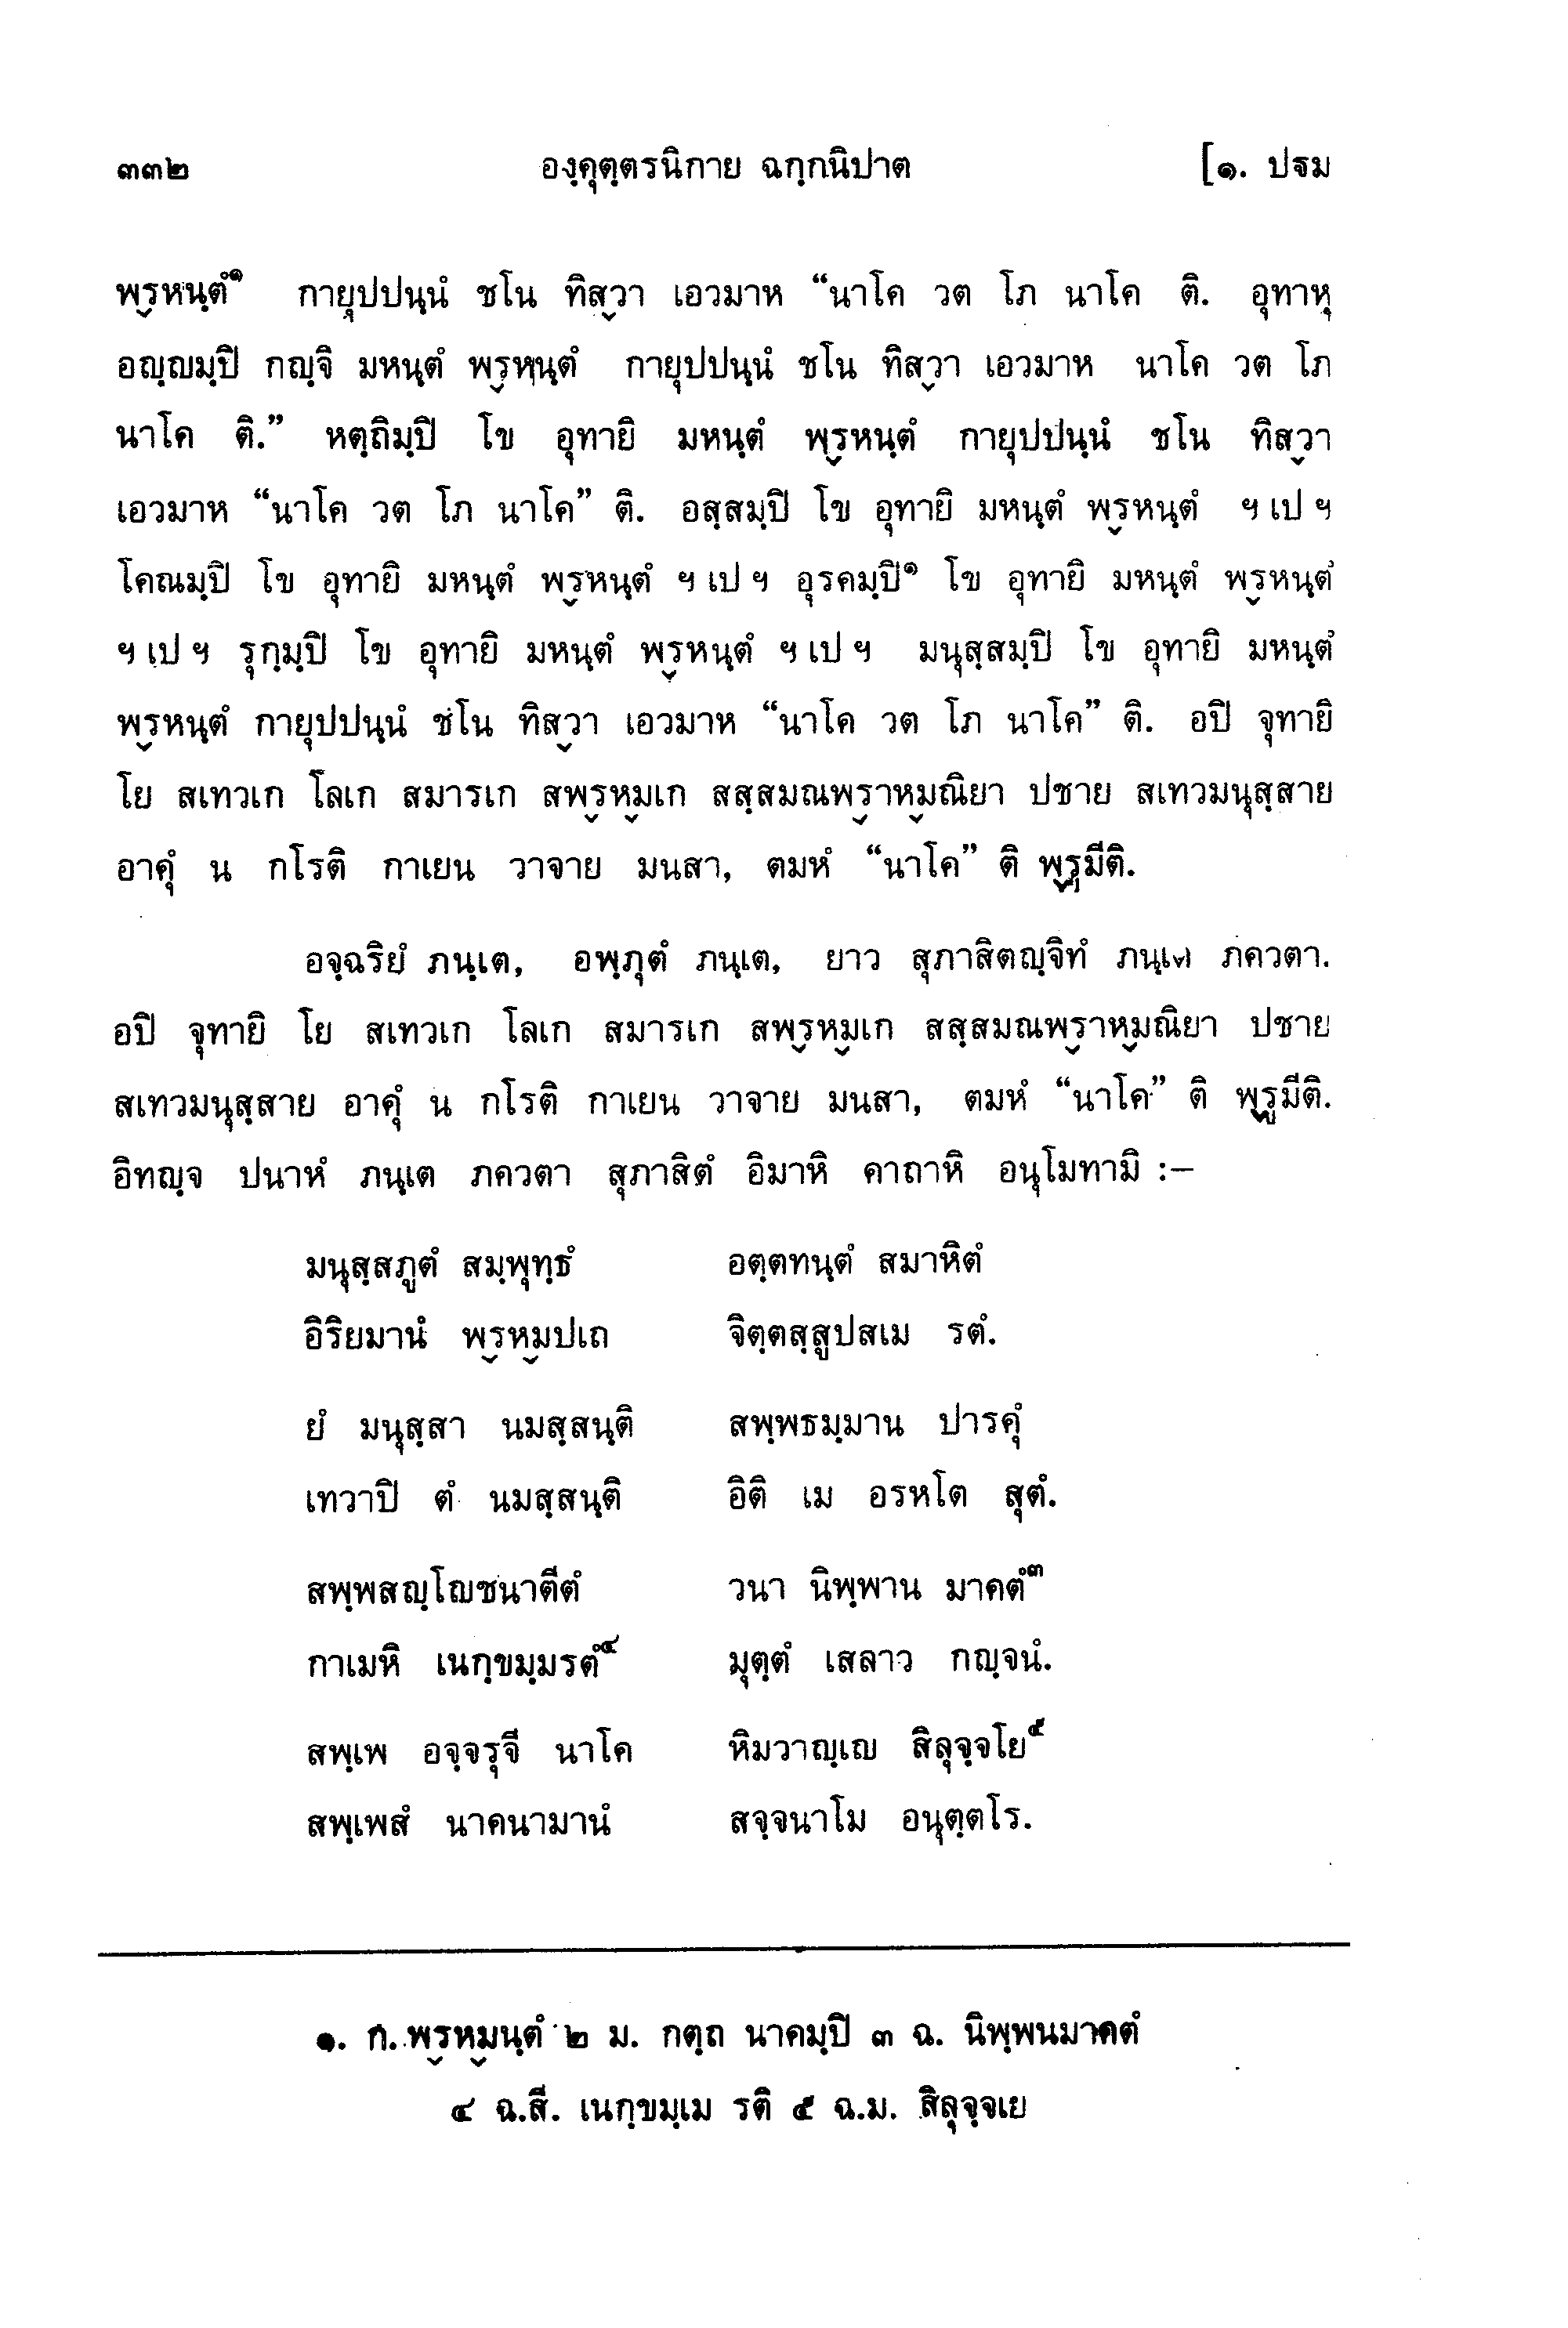 ๓๓๒ องฺคุตฺตรนิกาย ฉกฺกนิปาต [๑. ปฐม
พฺรหนฺตํ๑ กายุปปนฺนํ ชโน ทิสฺวา เอวมาห “นาโค วต โภ นาโค ติ. อุทาหุ
อญฺญมฺปิ กญฺจิ มหนฺตํ พฺรหนฺตํ กายุปปนฺนํ ชโน ทิสฺวา เอวมาห นาโค วต โภ
นาโค ติ.” หตฺถิมฺปิ โข อุทายิ มหนฺตํ พฺรหนฺตํ กายุปปนฺนํ ชโน ทิสฺวา
เอวมาห “นาโค วต โภ นาโค” ติ. อสฺสมฺปิ โข อุทายิ มหนฺตํ พฺรหนฺตํ ฯ เป ฯ
โคณมฺปิ โข อุทายิ มหนฺตํ พฺรหนฺตํ ฯ เป ฯ อุรคมฺปิ๑ โข อุทายิ มหนฺตํ พฺรหนฺตํ
ฯ เป ฯ รุกฺมฺปิ โข อุทายิ มหนฺตํ พฺรหนฺตํ ฯ เป ฯ มนุสฺสมฺปิ โข อุทายิ มหนฺตํ
พฺรหนฺตํ กายุปปนฺนํ ชโน ทิสฺวา เอวมาห “นาโค วต โภ นาโค” ติ. อปิ จุทายิ
โย สเทวเก โลเก สมารเก สพฺรหฺมเก สสฺสมณพฺราหฺมณิยา ปชาย สเทวมนุสฺสาย
อาคุํ น กโรติ กาเยน วาจาย มนสา, ตมหํ “นาโค” ติ พฺรุมีติ.
อจฺฉริยํ ภนฺเต, อพฺภุตํ ภนฺเต, ยาว สุภาสิตญฺจิทํ ภนฺเต ภควตา.
อปิ จุทายิ โย สเทวเก โลเก สมารเก สพฺรหฺมเก สสฺสมณพฺราหฺมณิยา ปชาย
สเทวมนุสฺสาย อาคุํ น กโรติ กาเยน วาจาย มนสา, ตมหํ “นาโค” ติ พฺรูมีติ.
อิทญฺจ ปนาหํ ภนฺเต ภควตา สุภาสิตํ อิมาหิ คาถาหิ อนุโมทามิ :–
มนุสฺสภูตํ สมฺพุทฺธํ อตฺตทนฺตํ สมาหิตํ
อิริยมานํ พฺรหฺมปเถ จิตฺตสฺสูปสเม รตํ.
ยํ มนุสฺสา นมสฺสนฺติ สพฺพธมฺมาน ปารคุํ
เทวาปิ ตํ นมสฺสนฺติ อิติ เม อรหโต สุตํ.
สพฺพสญฺโญชนาตีตํ วนา นิพฺพาน มาคตํ๓
กาเมหิ เนกฺขมฺมรตํ๔ มุตฺตํ เสลาว กญฺจนํ.
สพฺเพ อจฺจรุจี นาโค หิมวาญฺเญ สิลุจฺจโย๕
สพฺเพสํ นาคนามานํ สจฺจนาโม อนุตฺตโร.
๑. ก. พฺรหฺมนฺตํ ๒ ม. กตฺถ นาคมฺปิ ๓ ฉ. นิพฺพนมาคตํ
๔ ฉ.สี. เนกฺขมฺเม รติ ๕ ฉ.ม. สิลุจฺจเย